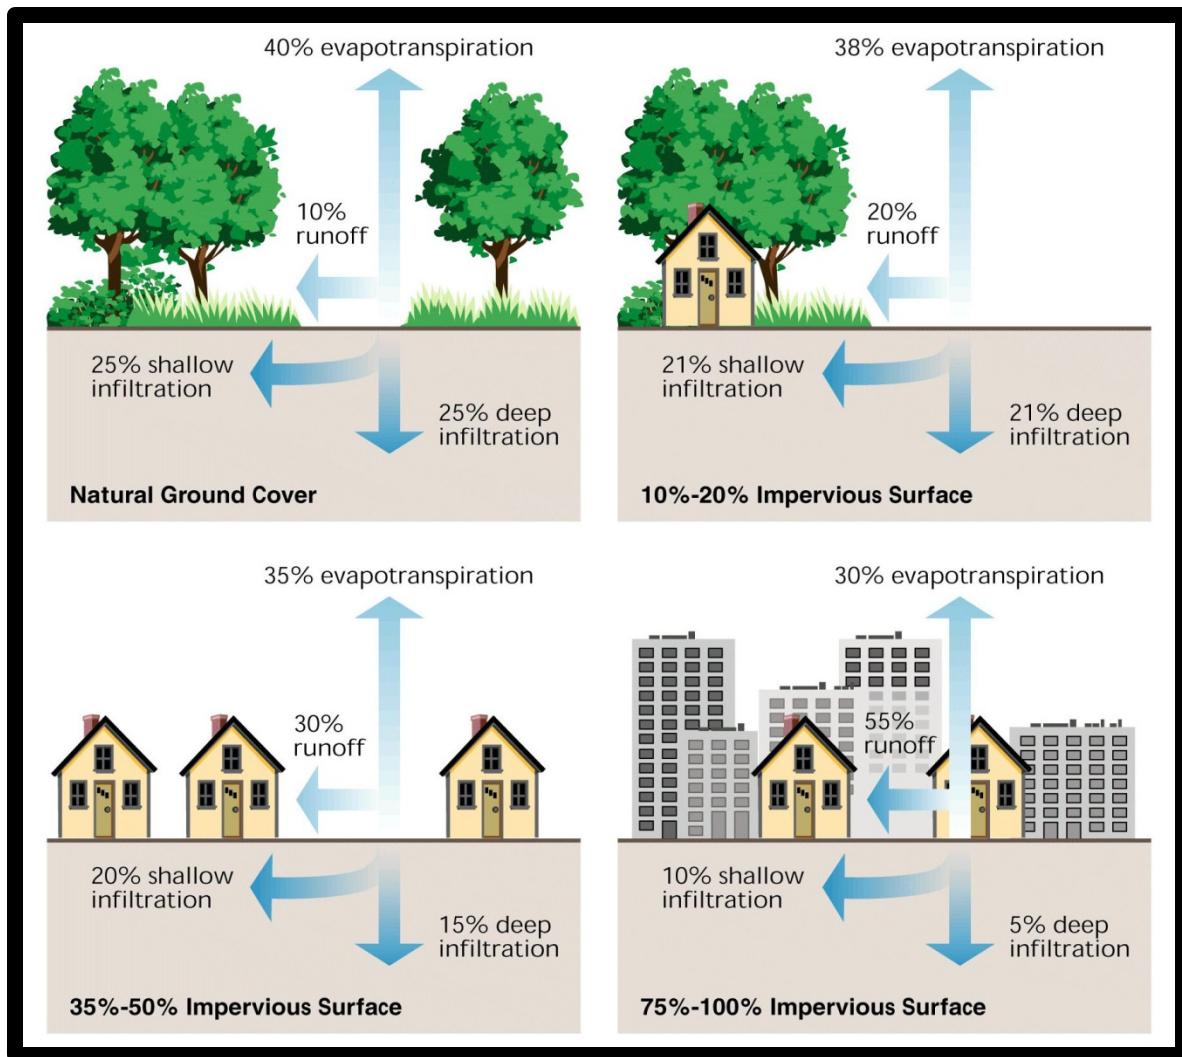 40% evapotranspiration
10%
runoff
25% shallow
infiltration
25% deep
infiltration
Natural Ground Cover
38% evapotranspiration
20%
runoff
21% shallow
infiltration
21% deep
infiltration
10%-20% Impervious Surface
35% evapotranspiration
30%
runoff
20% shallow
infiltration
15% deep
infiltration
35%-50% Impervious Surface
30% evapotranspiration
55%
runoff
10% shallow
infiltration
5% deep
infiltration
75%-100% Impervious Surface